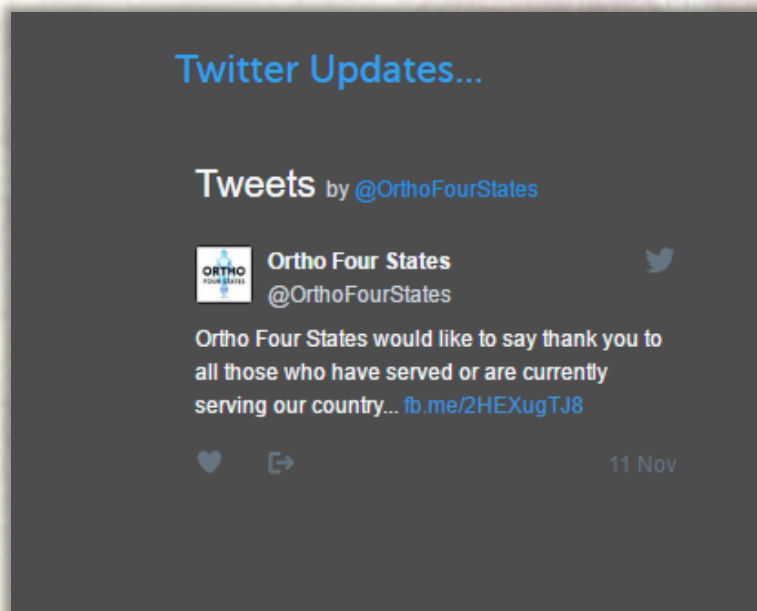 Twitter Updates...
Tweets by @OrthoFourStates
ORTHO
FOUR STATES
Ortho Four States
@OrthoFourStates
Ortho Four States would like to say thank you to
all those who have served or are currently
serving our country... fb.me/2HEXugTJ8
11 Nov